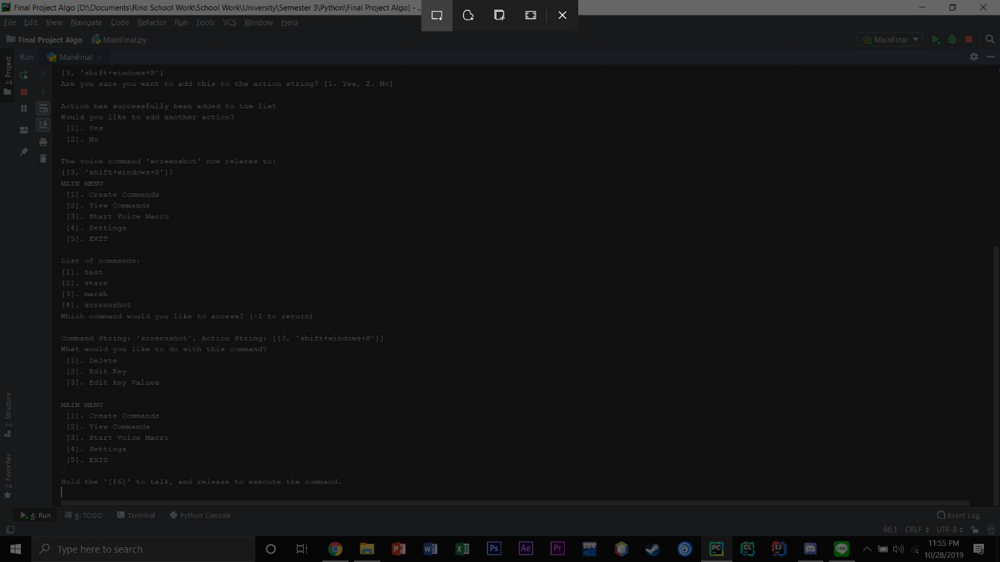 Final Project Algo [D:\Documents\Rino School Work\School Work\University\Semester 3\Python\Final Project Algo] - ...
File Edit View Navigate Code Refactor Run Tools VCS Window Help
Final Project Algo MainFinal.py MainFinal
Run: MainFinal
1: Project
[3, 'shift+windows+S']
Are you sure you want to add this to the action string? [1. Yes, 2. No]
Action has successfully been added to the list
Would you like to add another action?
[1]. Yes
[2]. No
The voice command 'screenshot' now relates to:
[[3, 'shift+windows+S']]
MAIN MENU
[1]. Create Commands
[2]. View Commands
[3]. Start Voice Macro
[4]. Settings
[5]. EXIT
List of commands:
[1]. test
[2]. stare
[3]. marsh
[4]. screenshot
Which command would you like to access? (-1 to return)
4
Command String: 'screenshot', Action String: [[3, 'shift+windows+S']]
What would you like to do with this command?
[1]. Delete
[2]. Edit Key
[3]. Edit key Values
MAIN MENU
[1]. Create Commands
[2]. View Commands
[3]. Start Voice Macro
[4]. Settings
[5]. EXIT
3
Hold the '[f6]' to talk, and release to execute the command.
7: Structure
2: Favorites
4: Run 6: TODO Terminal Python Console Event Log
66:1 CRLF UTF-8
Type here to search
11:55 PM
10/28/2019